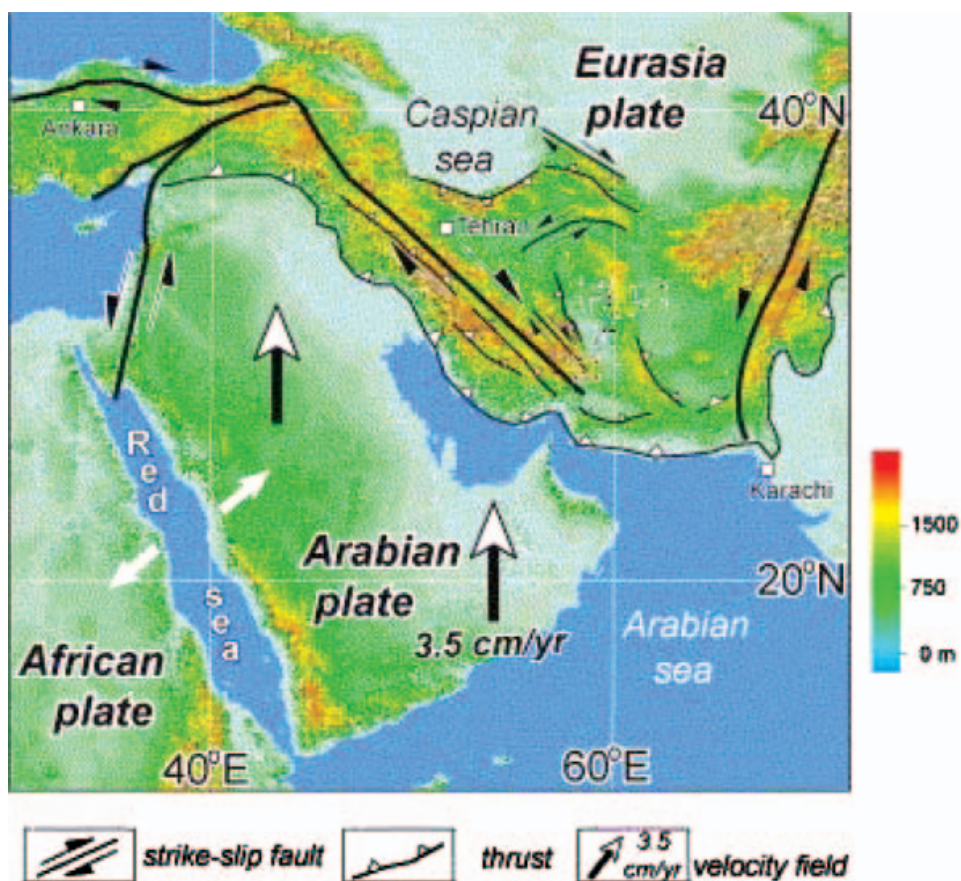 Eurasia
plate
40°N
Ankara
Caspian
sea
Tehran
Red
sea
Karachi
1500
Arabian
plate
20°N
750
3.5 cm/yr
Arabian
sea
0 m
African
plate
40°E
60°E
strike-slip fault
thrust
3.5
cm/yr
velocity field